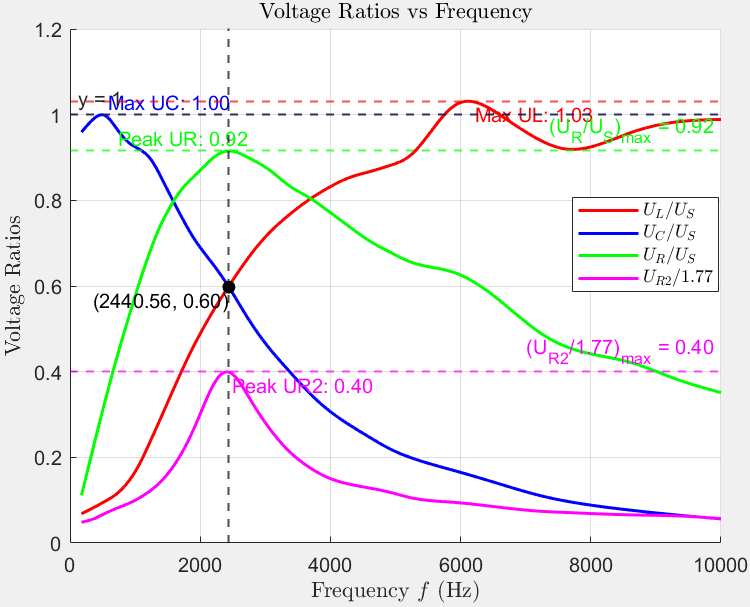 Voltage Ratios vs Frequency
1.2
y = 1
Max UC: 1.00
Max UL: 1.03
1
(U_R/U_S)_max = 0.92
Peak UR: 0.92
0.8
U_L/U_S
U_C/U_S
U_R/U_S
U_R2/1.77
Voltage Ratios
0.6
(2440.56, 0.60)
(U_R2/1.77)_max = 0.40
0.4
Peak UR2: 0.40
0.2
0
0 2000 4000 6000 8000 10000
Frequency f (Hz)